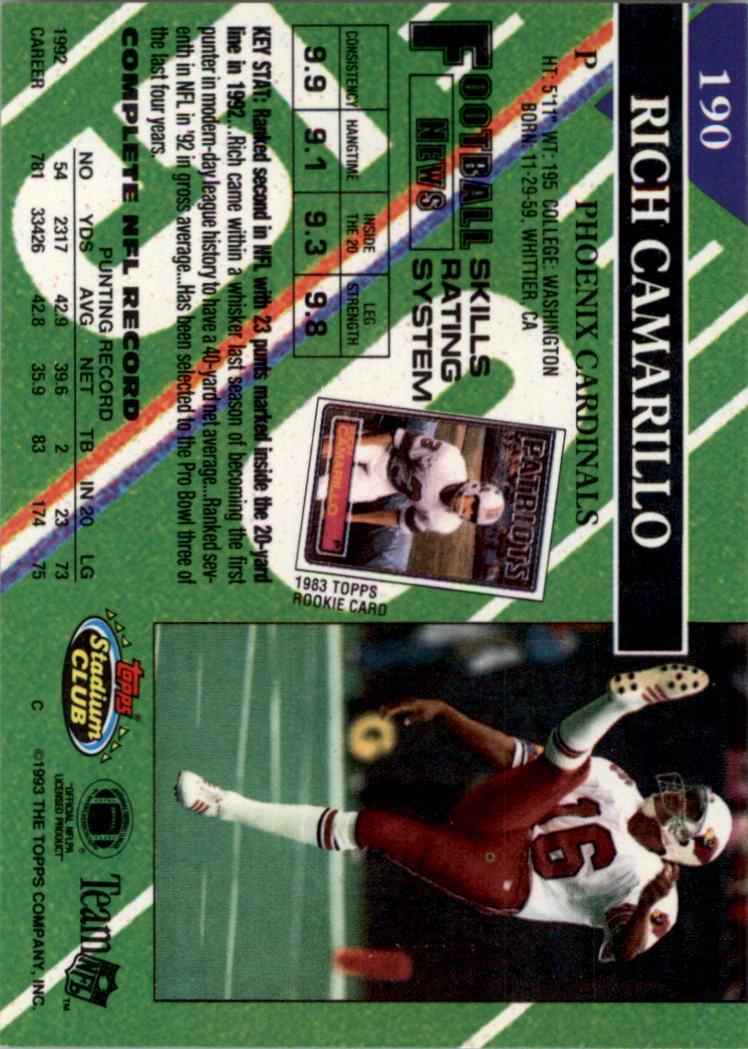 190
RICH CAMARILLO
P PHOENIX CARDINALS
HT: 5'11" WT: 195 COLLEGE: WASHINGTON
BORN: 11-29-59, WHITTIER, CA
FOOTBALL
NEWS
SKILLS
RATING
SYSTEM
CONSISTENCY HANGTIME INSIDE THE 20 LEG STRENGTH
9.9 9.1 9.3 9.8
PATRIOTS
CAMARILLO
1983 TOPPS
ROOKIE CARD
KEY STAT: Ranked second in NFL with 23 punts marked inside the 20-yard
line in 1992...Rich came within a whisker last season of becoming the first
punter in modern-day league history to have a 40-yard net average...Ranked sev-
enth in NFL in '92 in gross average...Has been selected to the Pro Bowl three of
the last four years.
COMPLETE NFL RECORD
PUNTING RECORD
NO YDS AVG NET TB IN 20 LG
1992 54 2317 42.9 39.6 2 23 73
CAREER 781 33426 42.8 35.9 83 174 75
16
Topps
Stadium
CLUB
"OFFICIAL NFLPA
LICENSED PRODUCT"
Team NFL™
C ©1993 THE TOPPS COMPANY, INC.